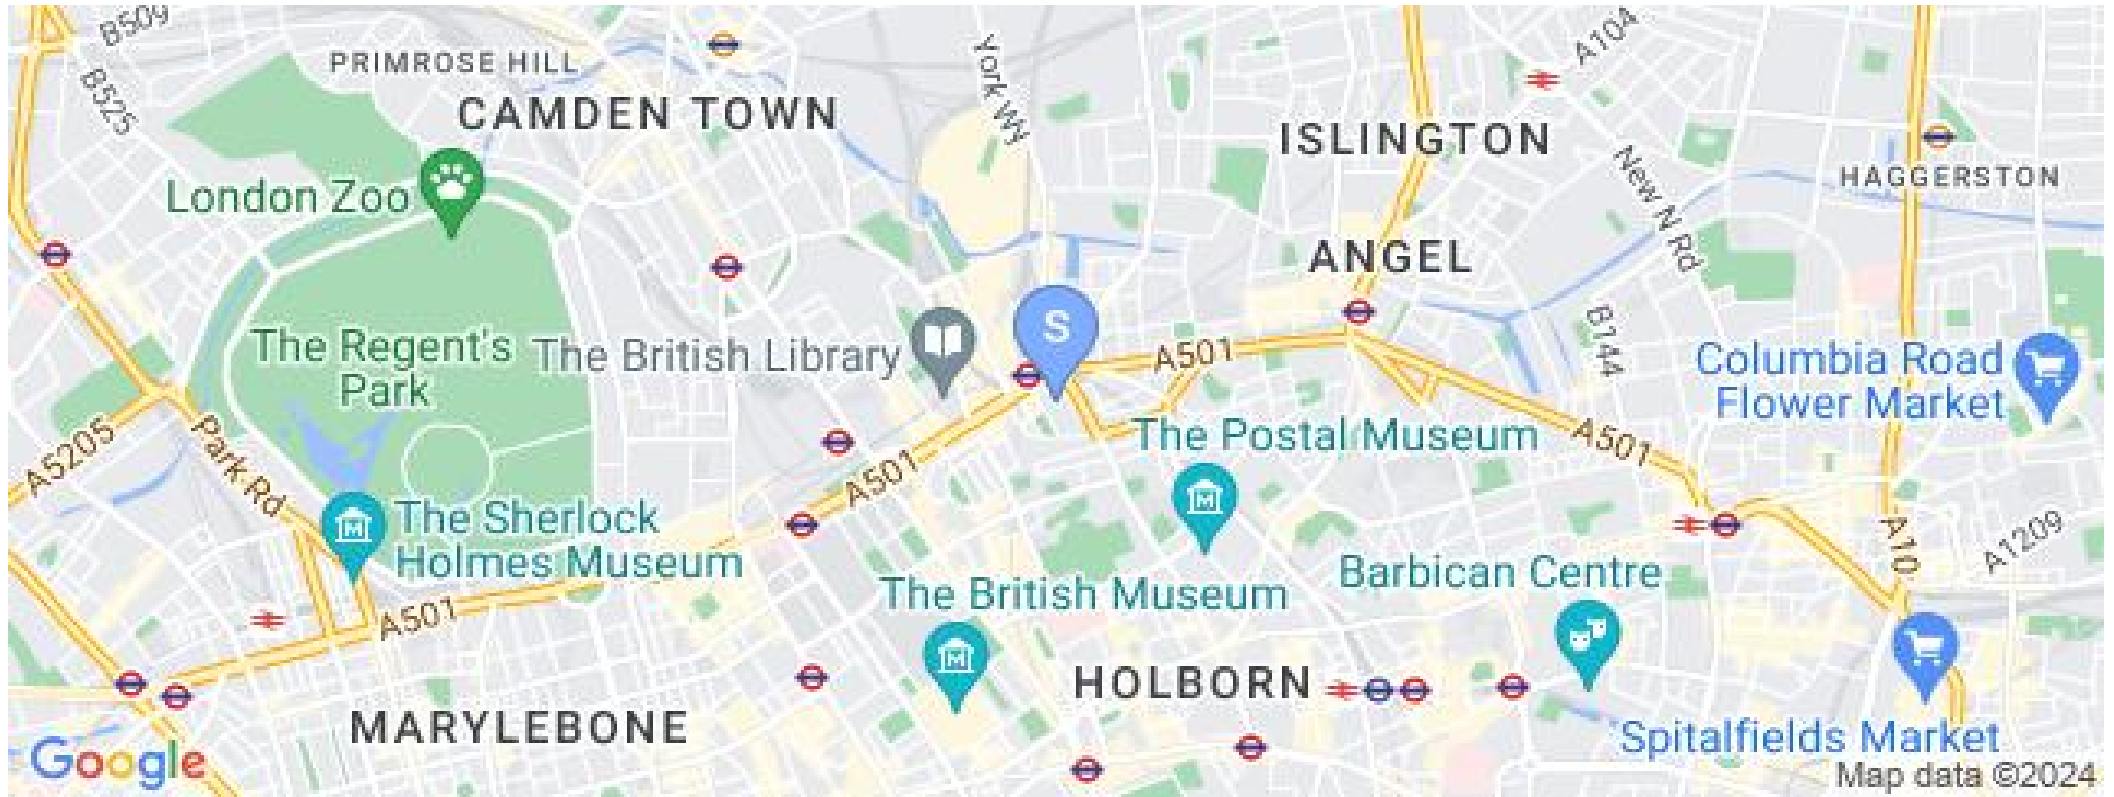 B509
PRIMROSE HILL
B525
CAMDEN TOWN
York Wy
A104
ISLINGTON
New N Rd
HAGGERSTON
London Zoo
ANGEL
The Regent's
Park
The British Library
S
A501
B144
Columbia Road
Flower Market
A5205
Park Rd
A501
The Postal Museum
A501
The Sherlock
Holmes Museum
A10
A1209
A501
The British Museum
Barbican Centre
HOLBORN
MARYLEBONE
Spitalfields Market
Google
Map data ©2024